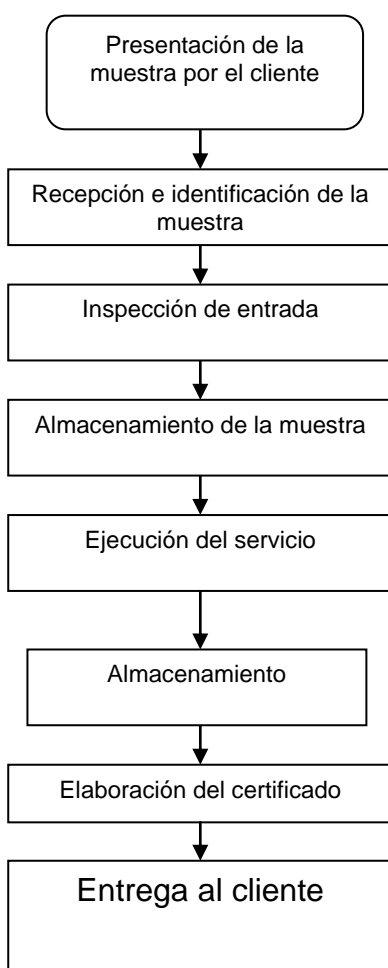 Presentación de la
muestra por el cliente
Recepción e identificación de la
muestra
Inspección de entrada
Almacenamiento de la muestra
Ejecución del servicio
Almacenamiento
Elaboración del certificado
Entrega al cliente